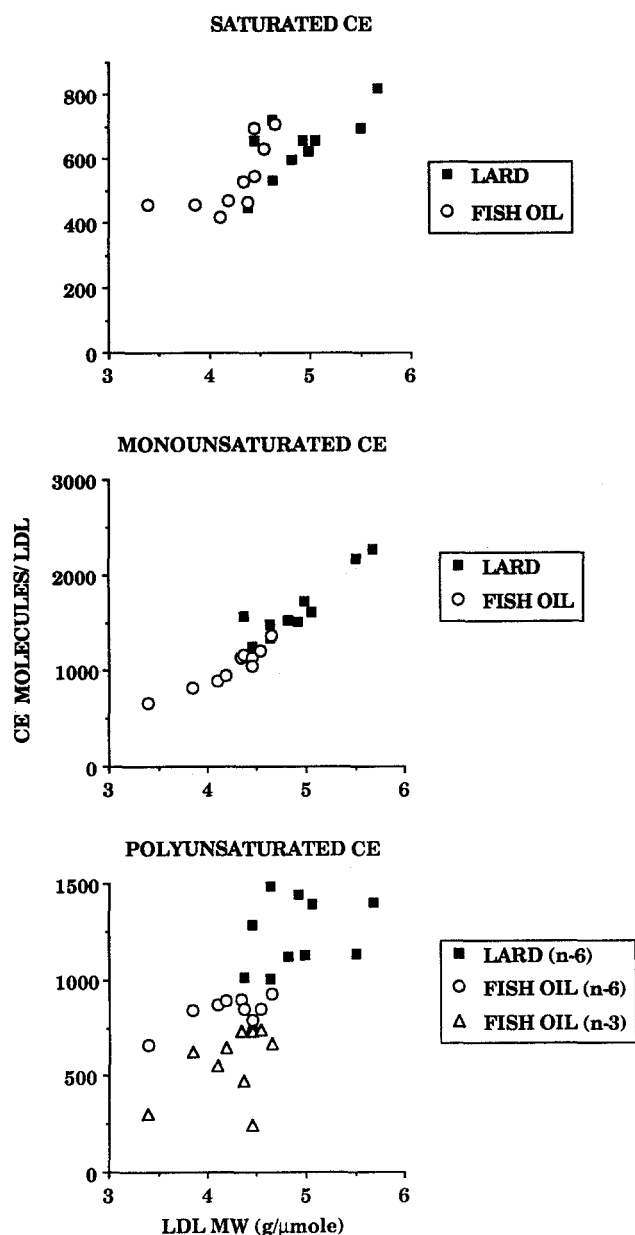 SATURATED CE
800
600
400
200
0
3 4 5 6
LARD
FISH OIL
MONOUNSATURATED CE
3000
2000
1000
0
3 4 5 6
LARD
FISH OIL
CE MOLECULES/LDL
POLYUNSATURATED CE
1500
1000
500
0
3 4 5 6
LARD (n-6)
FISH OIL (n-6)
FISH OIL (n-3)
LDL MW (g/μmole)